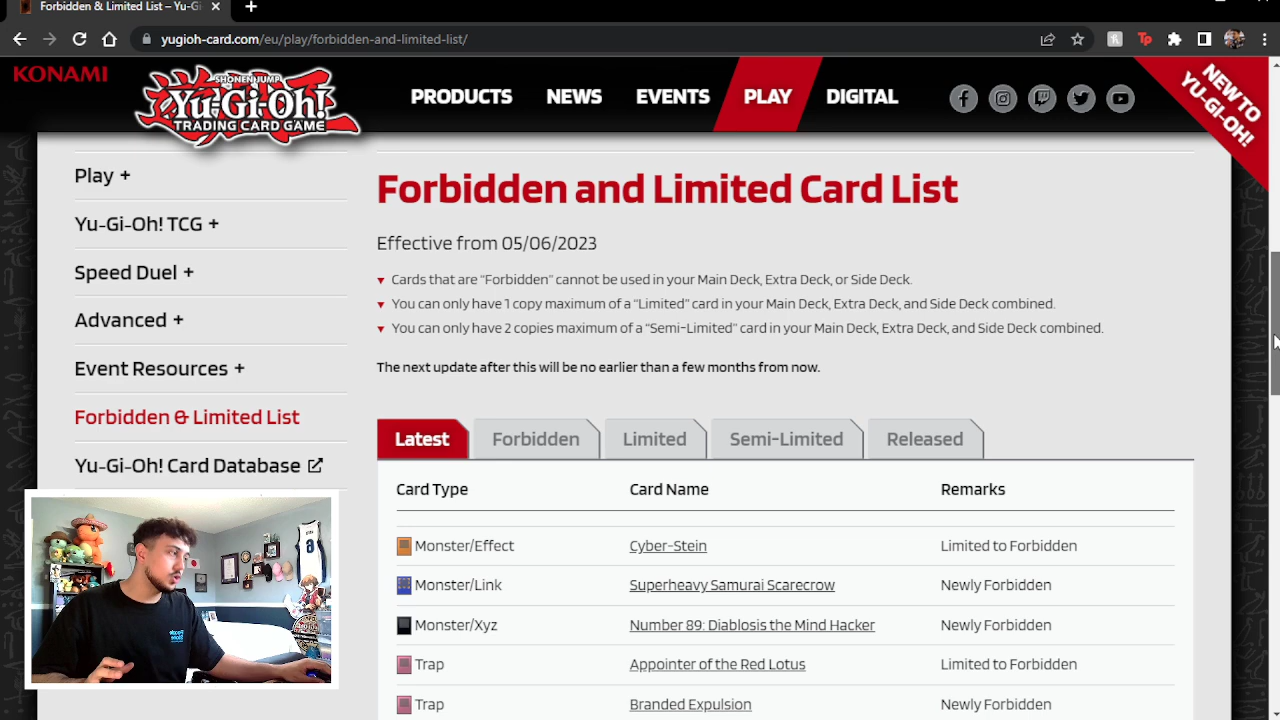 Forbidden & Limited List – Yu-Gi
yugioh-card.com/eu/play/forbidden-and-limited-list/
KONAMI
SHONEN JUMP
Yu-Gi-Oh!
TRADING CARD GAME
PRODUCTS
NEWS
EVENTS
PLAY
DIGITAL
NEW TO
YU-GI-OH!
Play +
Yu-Gi-Oh! TCG +
Speed Duel +
Advanced +
Event Resources +
Forbidden & Limited List
Yu-Gi-Oh! Card Database
Forbidden and Limited Card List
Effective from 05/06/2023
Cards that are “Forbidden” cannot be used in your Main Deck, Extra Deck, or Side Deck.
You can only have 1 copy maximum of a “Limited” card in your Main Deck, Extra Deck, and Side Deck combined.
You can only have 2 copies maximum of a “Semi-Limited” card in your Main Deck, Extra Deck, and Side Deck combined.
The next update after this will be no earlier than a few months from now.
Latest Forbidden Limited Semi-Limited Released
Card Type Card Name Remarks
Monster/Effect Cyber-Stein Limited to Forbidden
Monster/Link Superheavy Samurai Scarecrow Newly Forbidden
Monster/Xyz Number 89: Diablosis the Mind Hacker Newly Forbidden
Trap Appointer of the Red Lotus Limited to Forbidden
Trap Branded Expulsion Newly Forbidden